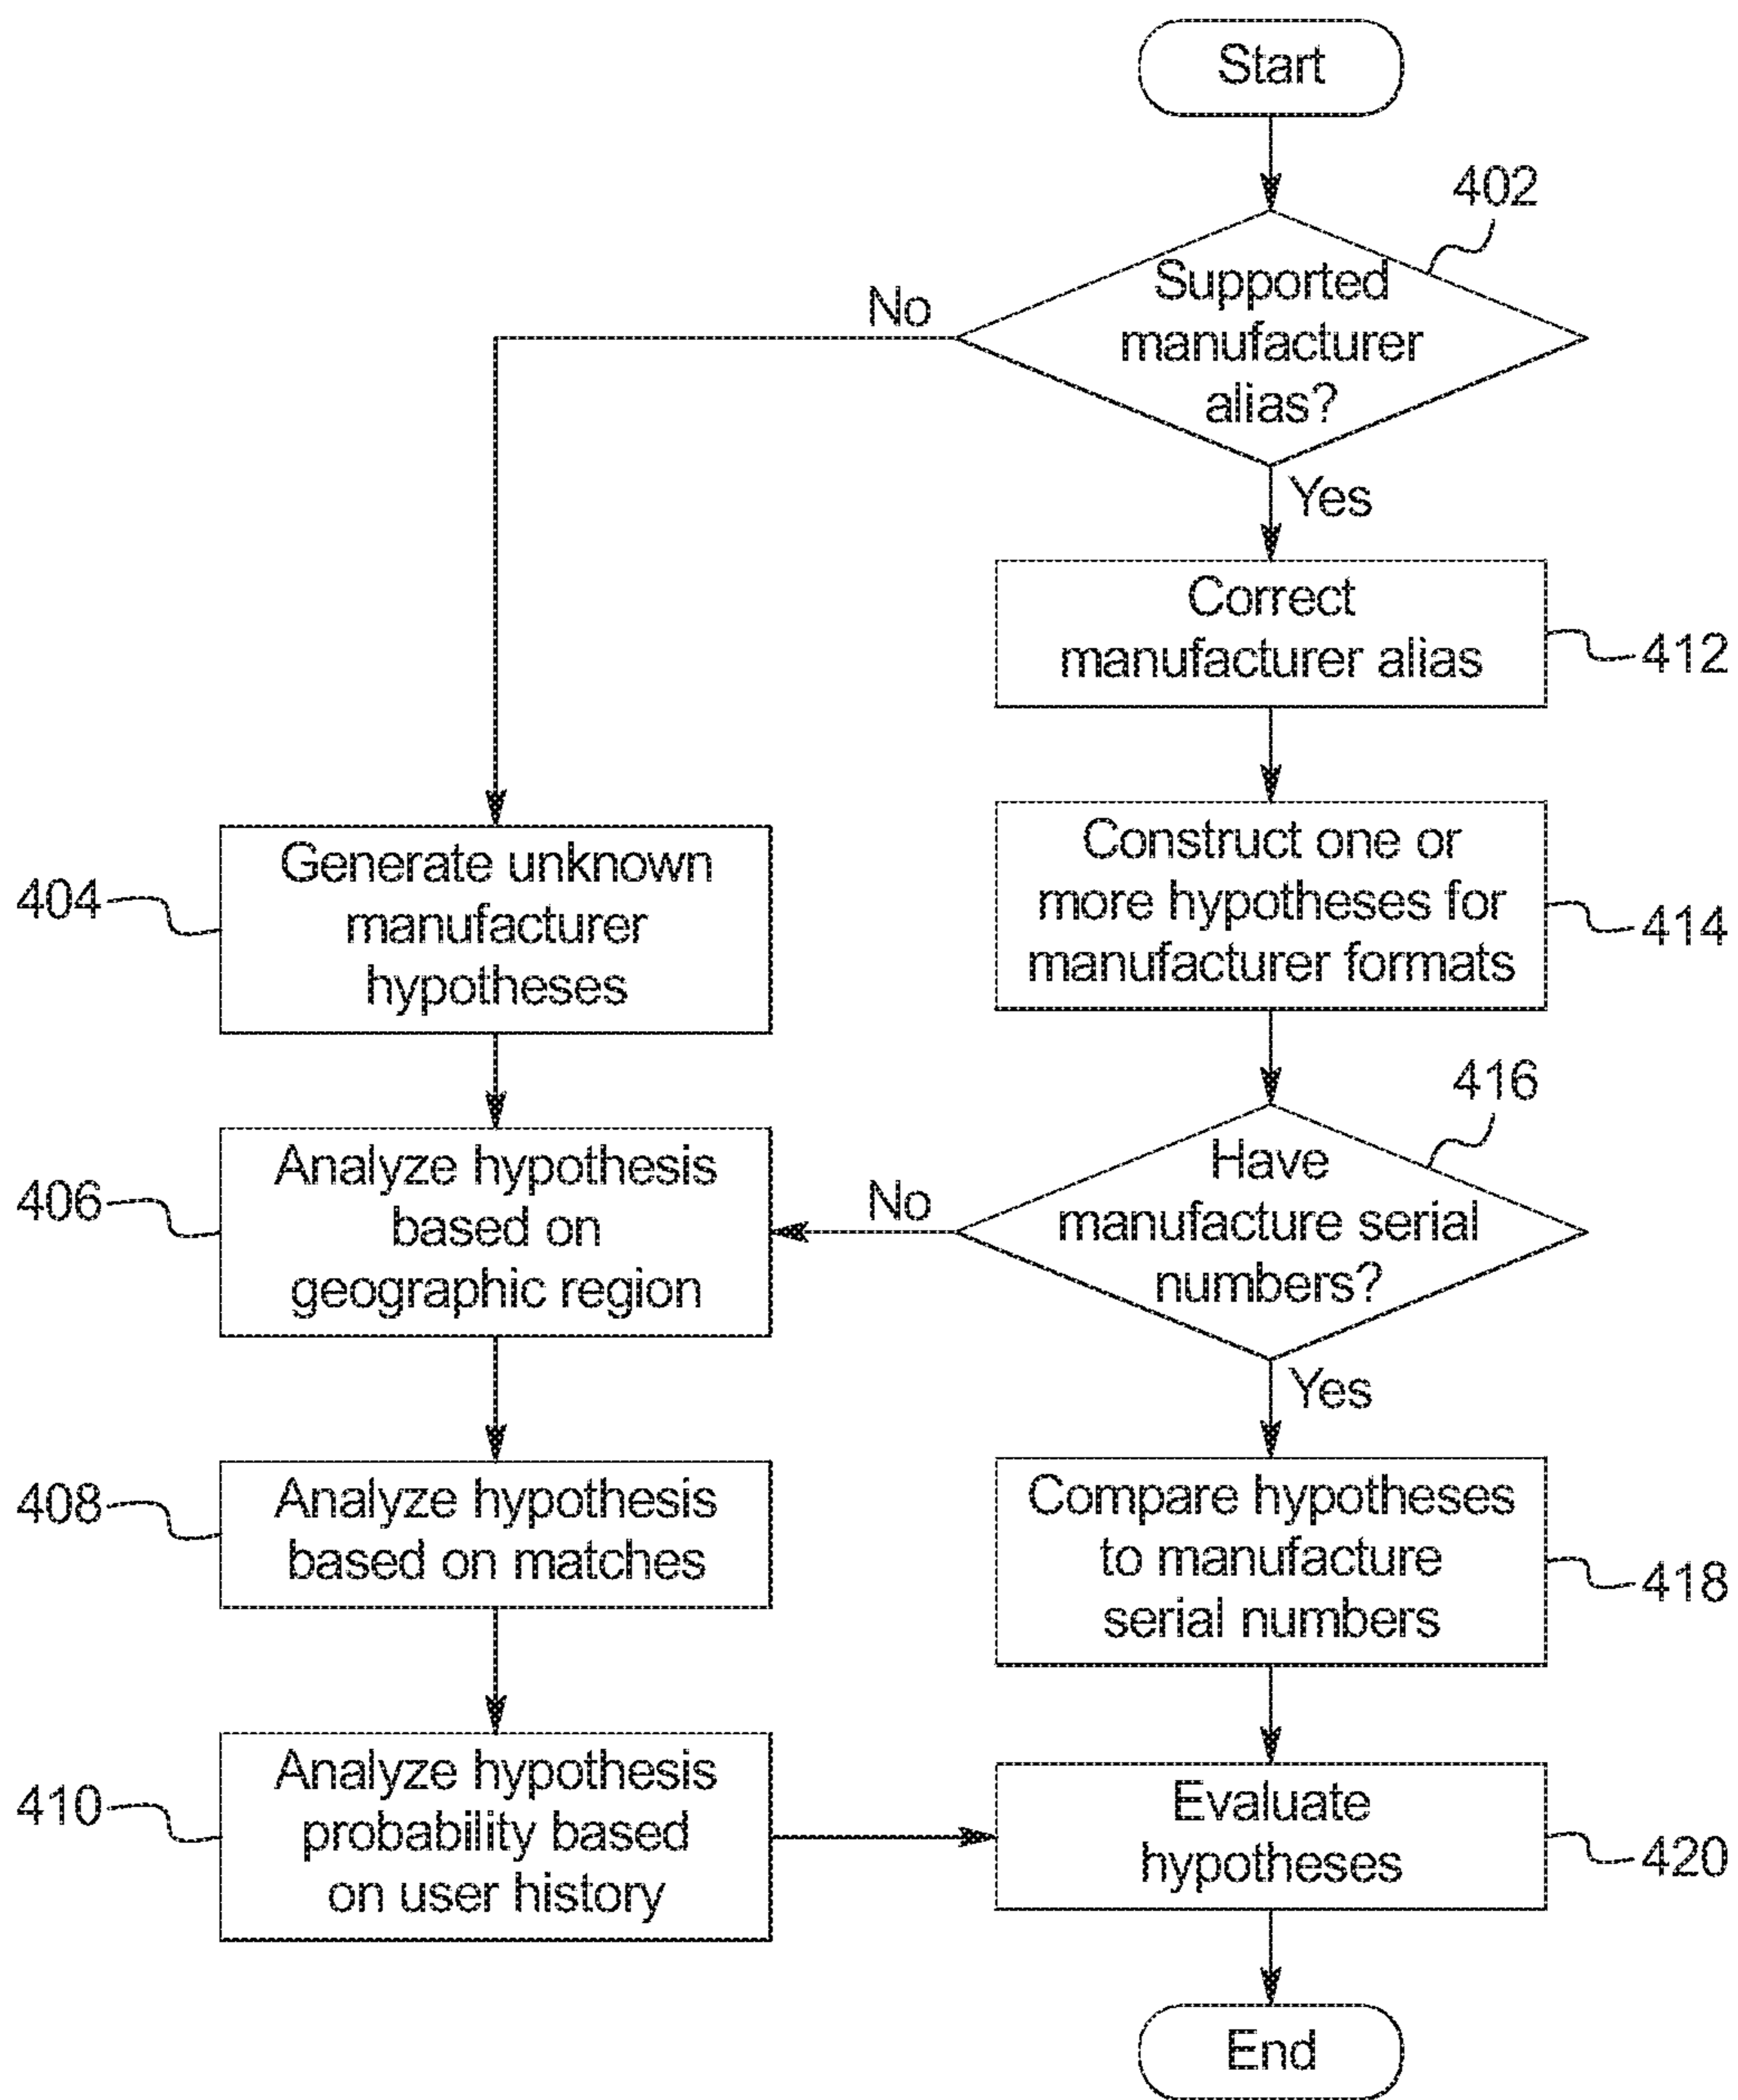 Start
402
Supported
manufacturer
alias?
No
Yes
Correct
manufacturer alias
412
Construct one or
more hypotheses for
manufacturer formats
414
Generate unknown
manufacturer
hypotheses
404
416
Have
manufacture serial
numbers?
No
Yes
Analyze hypothesis
based on
geographic region
406
Analyze hypothesis
based on matches
408
Compare hypotheses
to manufacture
serial numbers
418
Analyze hypothesis
probability based
on user history
410
Evaluate
hypotheses
420
End